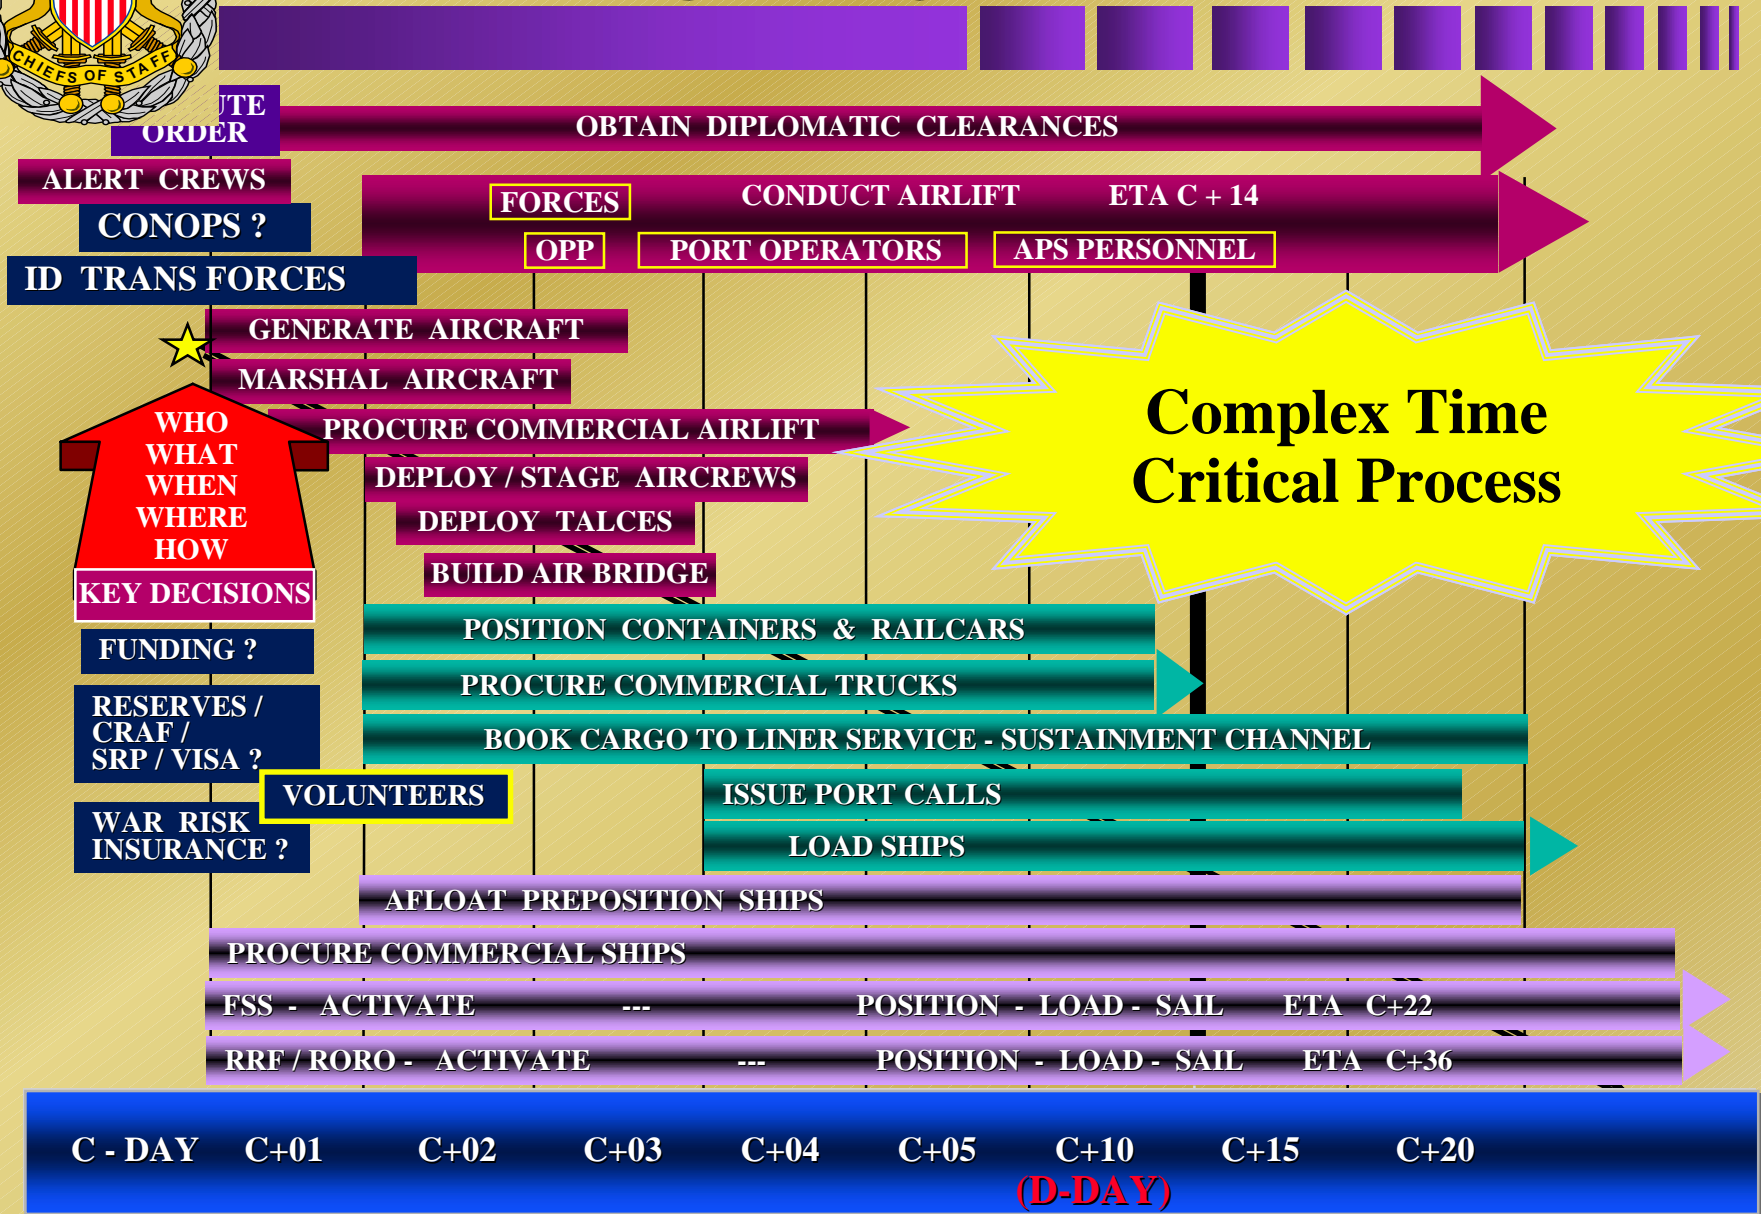 CHIEFS OF STAFF
ORDER
OBTAIN DIPLOMATIC CLEARANCES
ALERT CREWS
CONOPS ?
ID TRANS FORCES
FORCES
CONDUCT AIRLIFT ETA C + 14
OPP
PORT OPERATORS
APS PERSONNEL
GENERATE AIRCRAFT
MARSHAL AIRCRAFT
PROCURE COMMERCIAL AIRLIFT
DEPLOY / STAGE AIRCREWS
DEPLOY TALCES
BUILD AIR BRIDGE
Complex Time
Critical Process
WHO
WHAT
WHEN
WHERE
HOW
KEY DECISIONS
FUNDING ?
RESERVES /
CRAF /
SRP / VISA ?
VOLUNTEERS
WAR RISK
INSURANCE ?
POSITION CONTAINERS & RAILCARS
PROCURE COMMERCIAL TRUCKS
BOOK CARGO TO LINER SERVICE - SUSTAINMENT CHANNEL
ISSUE PORT CALLS
LOAD SHIPS
AFLOAT PREPOSITION SHIPS
PROCURE COMMERCIAL SHIPS
FSS - ACTIVATE --- POSITION - LOAD - SAIL ETA C+22
RRF / RORO - ACTIVATE --- POSITION - LOAD - SAIL ETA C+36
C - DAY C+01 C+02 C+03 C+04 C+05 C+10 C+15 C+20
(D-DAY)